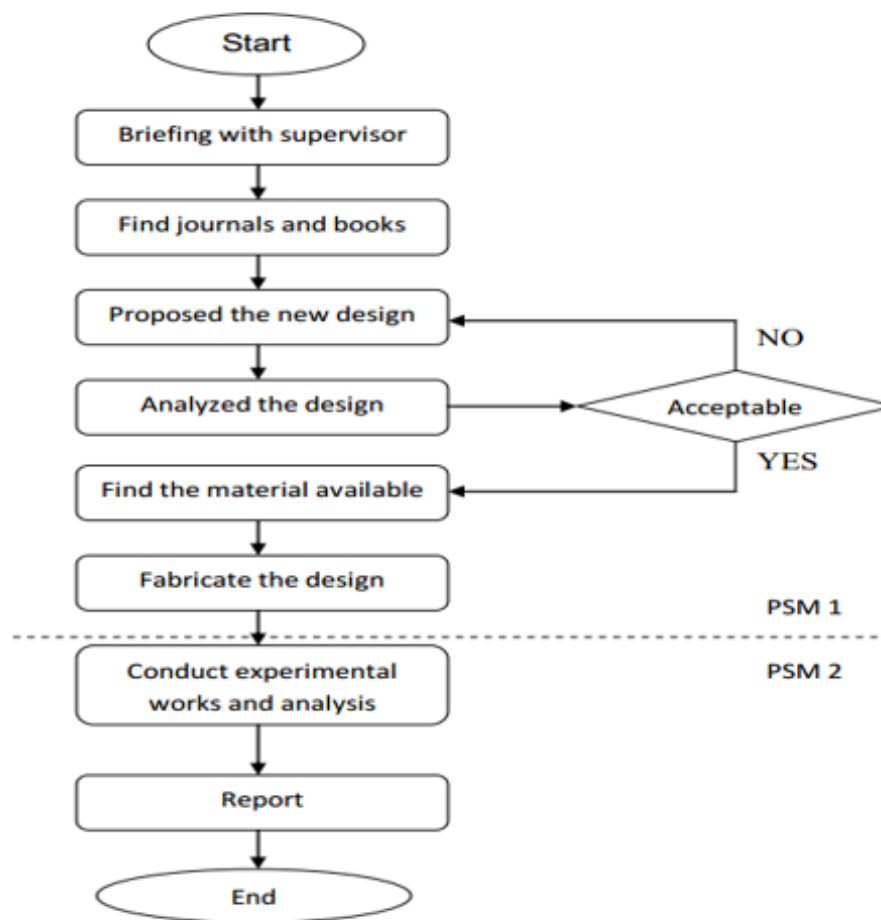 Start
Briefing with supervisor
Find journals and books
Proposed the new design
NO
Analyzed the design
Acceptable
YES
Find the material available
Fabricate the design
PSM 1
Conduct experimental
works and analysis
PSM 2
Report
End